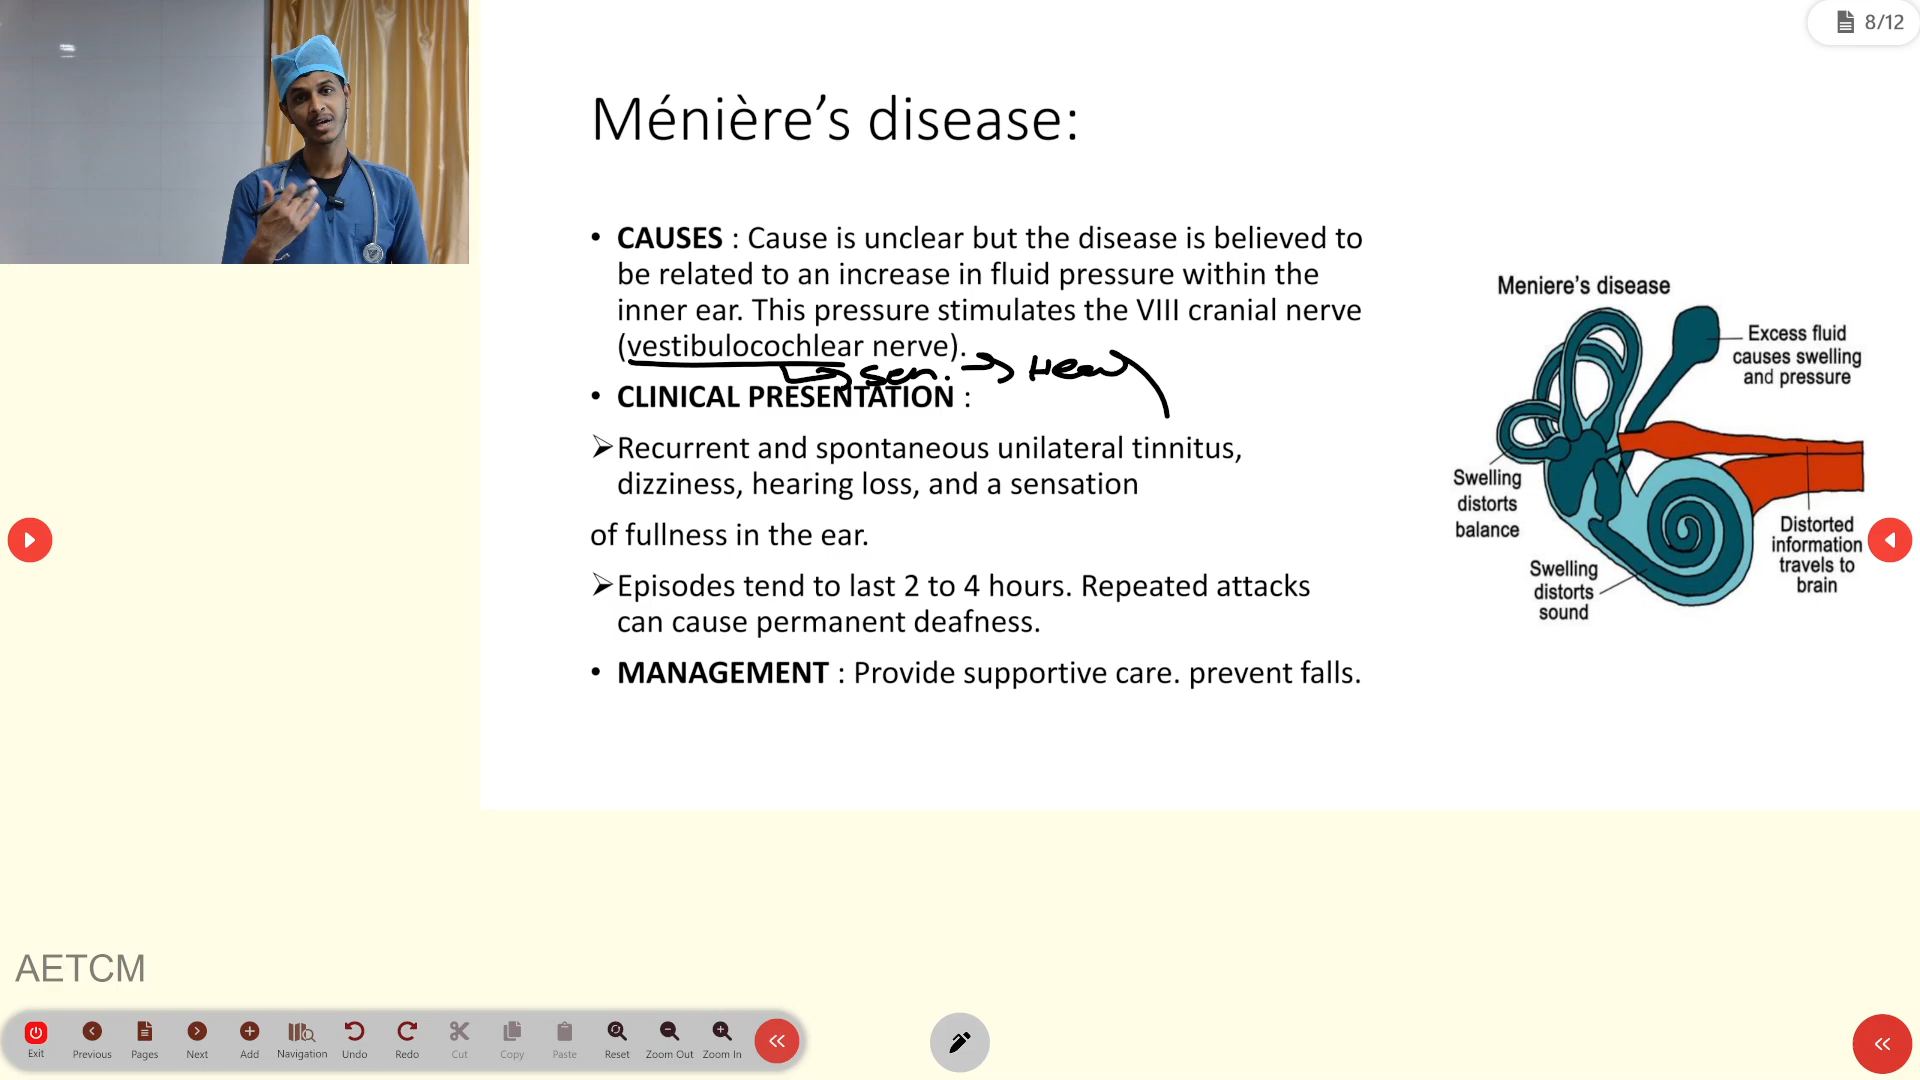 8/12
Ménière’s disease:
• CAUSES : Cause is unclear but the disease is believed to
be related to an increase in fluid pressure within the
inner ear. This pressure stimulates the VIII cranial nerve
(vestibulocochlear nerve).
sen. → Hear
• CLINICAL PRESENTATION :
➢Recurrent and spontaneous unilateral tinnitus,
dizziness, hearing loss, and a sensation
of fullness in the ear.
➢Episodes tend to last 2 to 4 hours. Repeated attacks
can cause permanent deafness.
• MANAGEMENT : Provide supportive care. prevent falls.
Meniere's disease
Excess fluid
causes swelling
and pressure
Swelling
distorts
balance
Distorted
information
travels to
brain
Swelling
distorts
sound
AETCM
Exit Previous Pages Next Add Navigation Undo Redo Cut Copy Paste Reset Zoom Out Zoom In